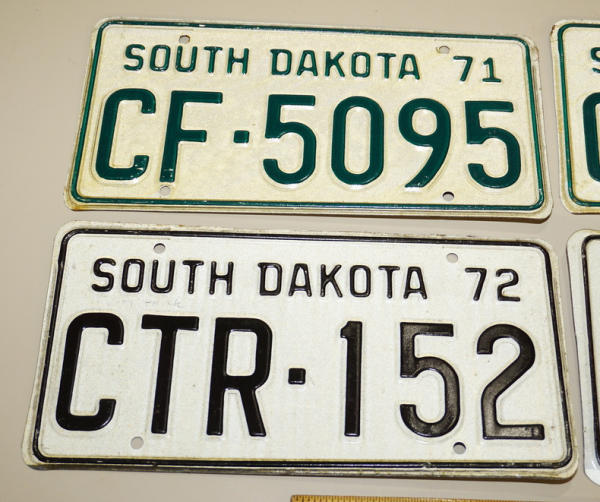 SOUTH DAKOTA 71
CF·5095
SOUTH DAKOTA 72
CTR·152